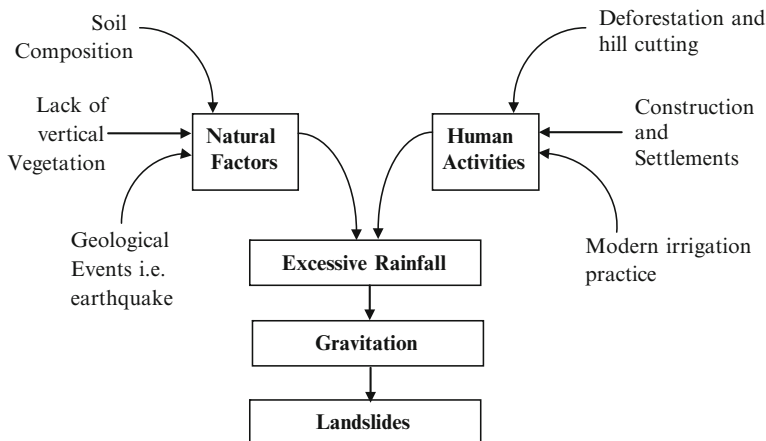 Soil
Composition
Lack of
vertical
Vegetation
Geological
Events i.e.
earthquake
Natural
Factors
Deforestation and
hill cutting
Human
Activities
Construction
and
Settlements
Modern irrigation
practice
Excessive Rainfall
Gravitation
Landslides